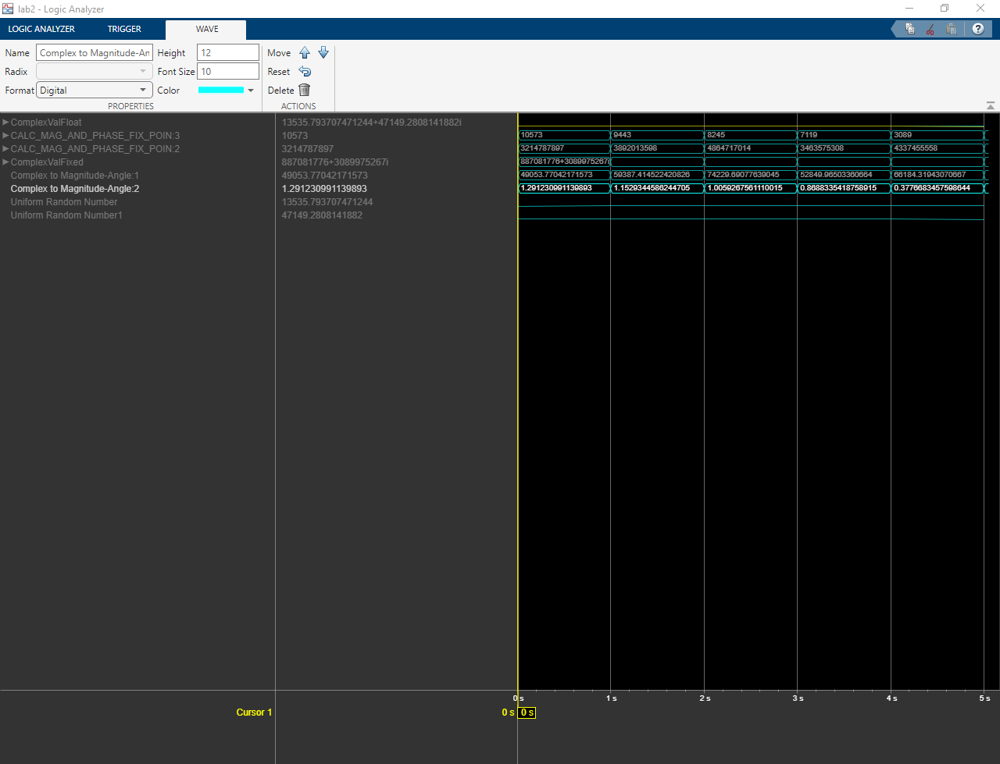 lab2 - Logic Analyzer
LOGIC ANALYZER TRIGGER WAVE
Name Complex to Magnitude-An Height 12 Move
Radix Font Size 10 Reset
Format Digital Color Delete
PROPERTIES ACTIONS
ComplexValFloat 13535.793707471244+47149.2808141882i
CALC_MAG_AND_PHASE_FIX_POIN:3 10573 10573 9443 8245 7119 3089
CALC_MAG_AND_PHASE_FIX_POIN:2 3214787897 3214787897 3892013598 4864717014 3463575308 4337455558
ComplexValFixed 887081776+3089975267i 887081776+3089975267i
Complex to Magnitude-Angle:1 49053.77042171573 49053.77042171573 59387.414522420826 74229.69077639045 52849.96503360664 66184.31943070667
Complex to Magnitude-Angle:2 1.291230991139893 1.291230991139893 1.1529344586244705 1.0059267561110015 0.8688335418758915 0.3776683457598644
Uniform Random Number 13535.793707471244
Uniform Random Number1 47149.2808141882
0 s 1 s 2 s 3 s 4 s 5 s
Cursor 1 0 s 0 s